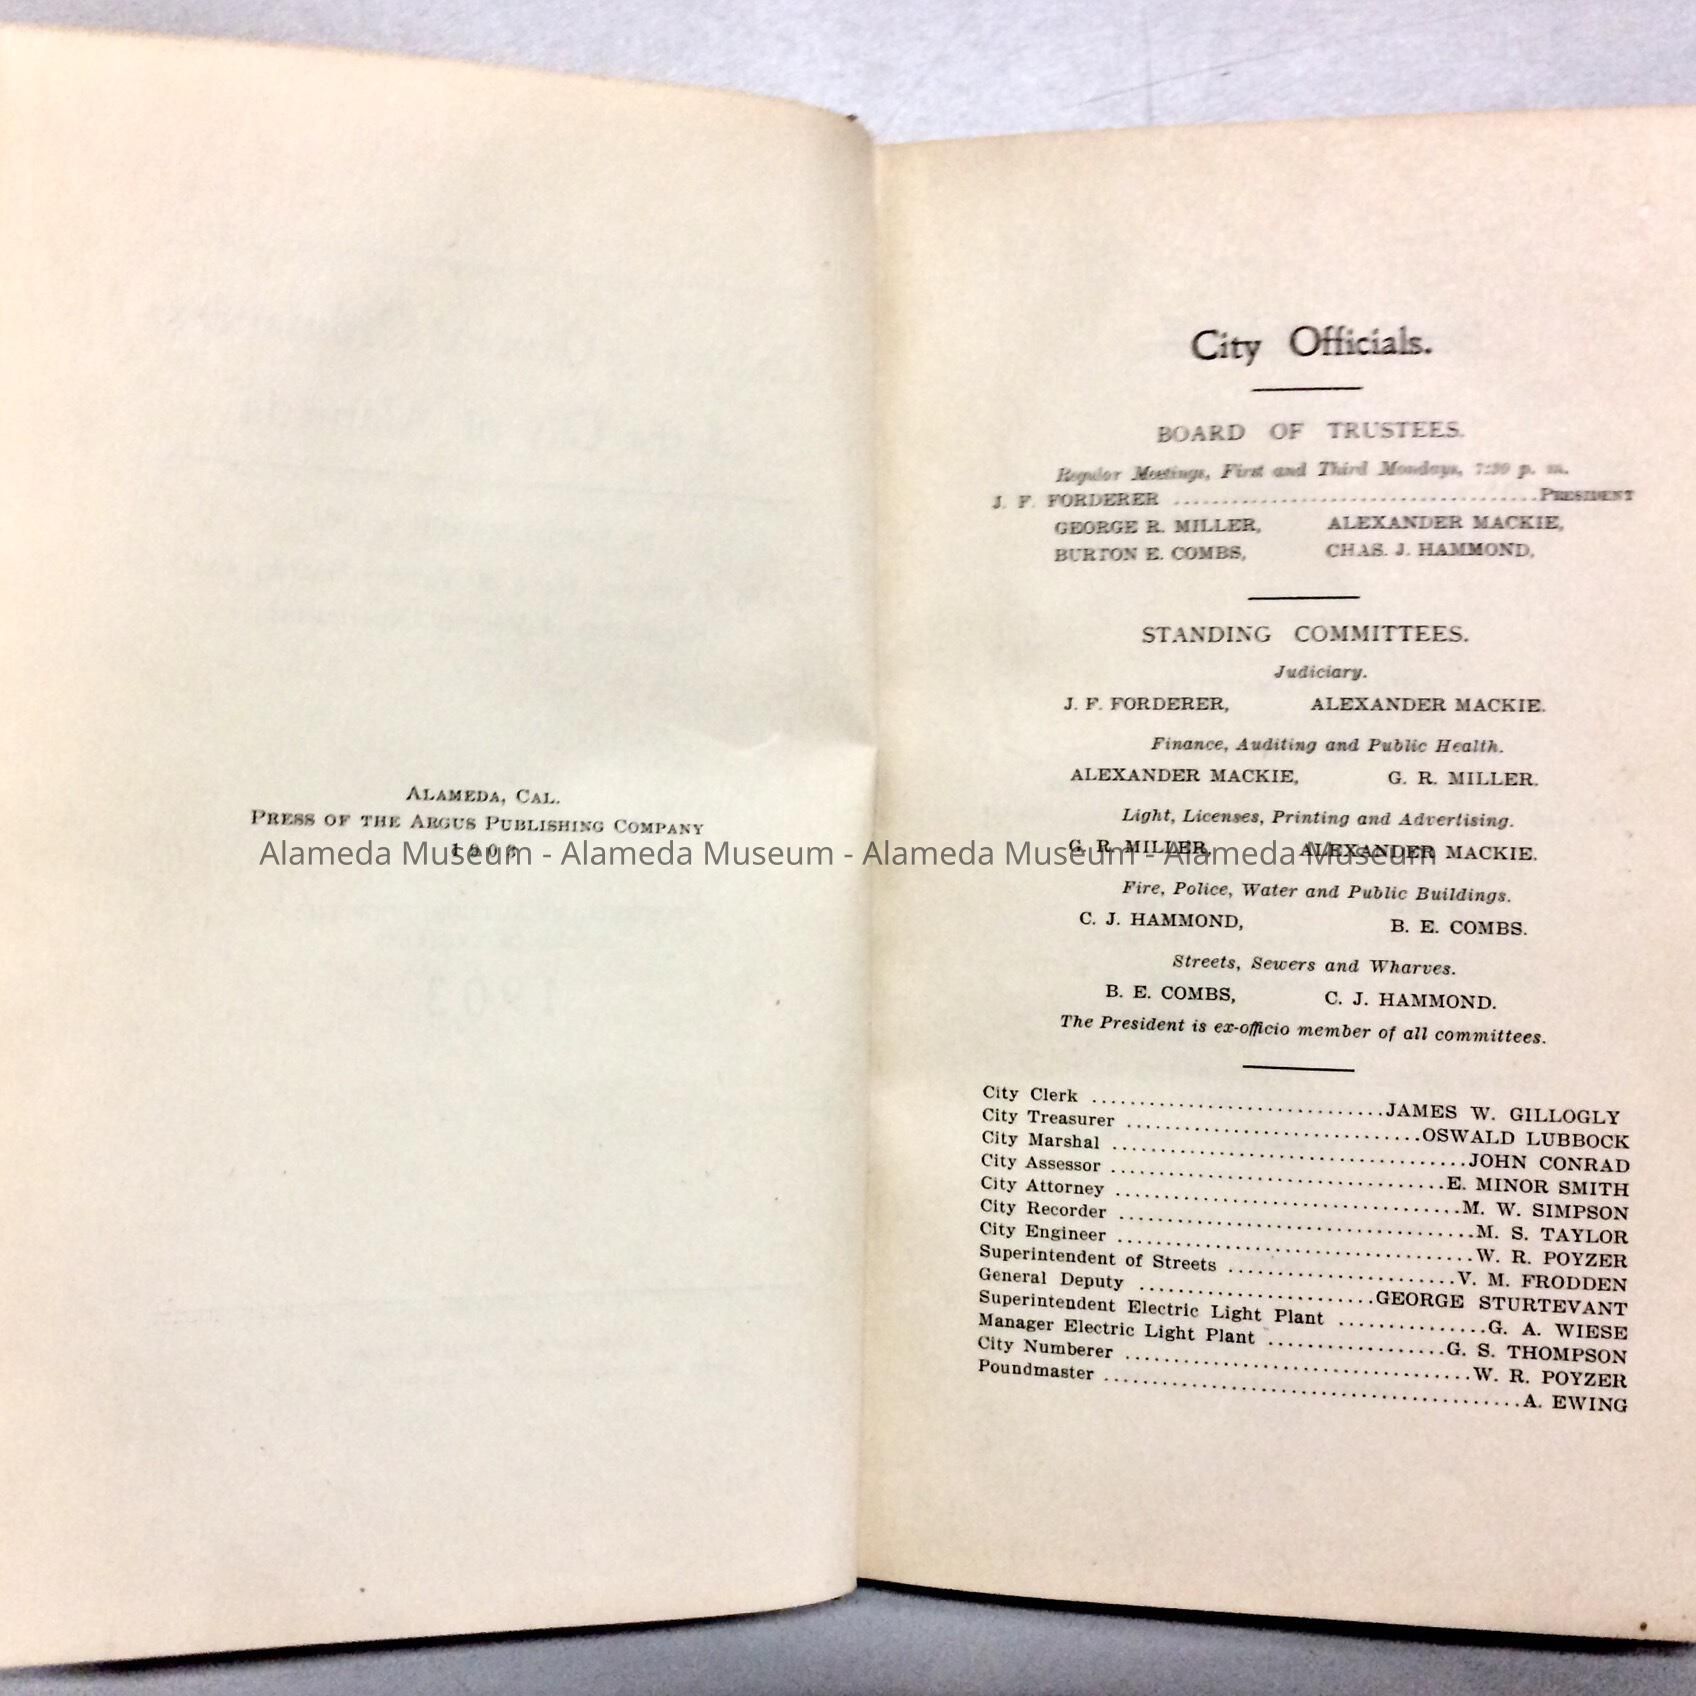 ALAMEDA, CAL.
PRESS OF THE ARGUS PUBLISHING COMPANY
1903
Alameda Museum - Alameda Museum - Alameda Museum - Alameda Museum
City Officials.
BOARD OF TRUSTEES.
Regular Meetings, First and Third Mondays, 7:30 p. m.
J. F. FORDERER ......................................PRESIDENT
GEORGE R. MILLER, ALEXANDER MACKIE,
BURTON E. COMBS, CHAS. J. HAMMOND,
STANDING COMMITTEES.
Judiciary.
J. F. FORDERER, ALEXANDER MACKIE.
Finance, Auditing and Public Health.
ALEXANDER MACKIE, G. R. MILLER.
Light, Licenses, Printing and Advertising.
G. R. MILLER, ALEXANDER MACKIE.
Fire, Police, Water and Public Buildings.
C. J. HAMMOND, B. E. COMBS.
Streets, Sewers and Wharves.
B. E. COMBS, C. J. HAMMOND.
The President is ex-officio member of all committees.
City Clerk ..............................JAMES W. GILLOGLY
City Treasurer ..............................OSWALD LUBBOCK
City Marshal ....................................JOHN CONRAD
City Assessor ..................................E. MINOR SMITH
City Attorney ...................................M. W. SIMPSON
City Recorder ....................................M. S. TAYLOR
City Engineer ....................................W. R. POYZER
Superintendent of Streets .......................V. M. FRODDEN
General Deputy ........................GEORGE STURTEVANT
Superintendent Electric Light Plant ...............G. A. WIESE
Manager Electric Light Plant ..................G. S. THOMPSON
City Numberer ...................................W. R. POYZER
Poundmaster ..........................................A. EWING